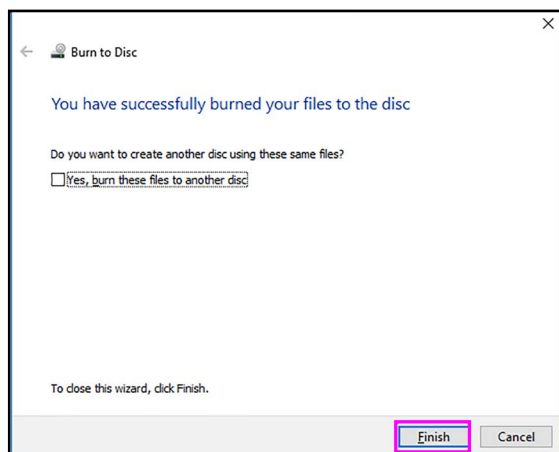 Burn to Disc
You have successfully burned your files to the disc
Do you want to create another disc using these same files?
Yes, burn these files to another disc
To close this wizard, click Finish.
Finish Cancel